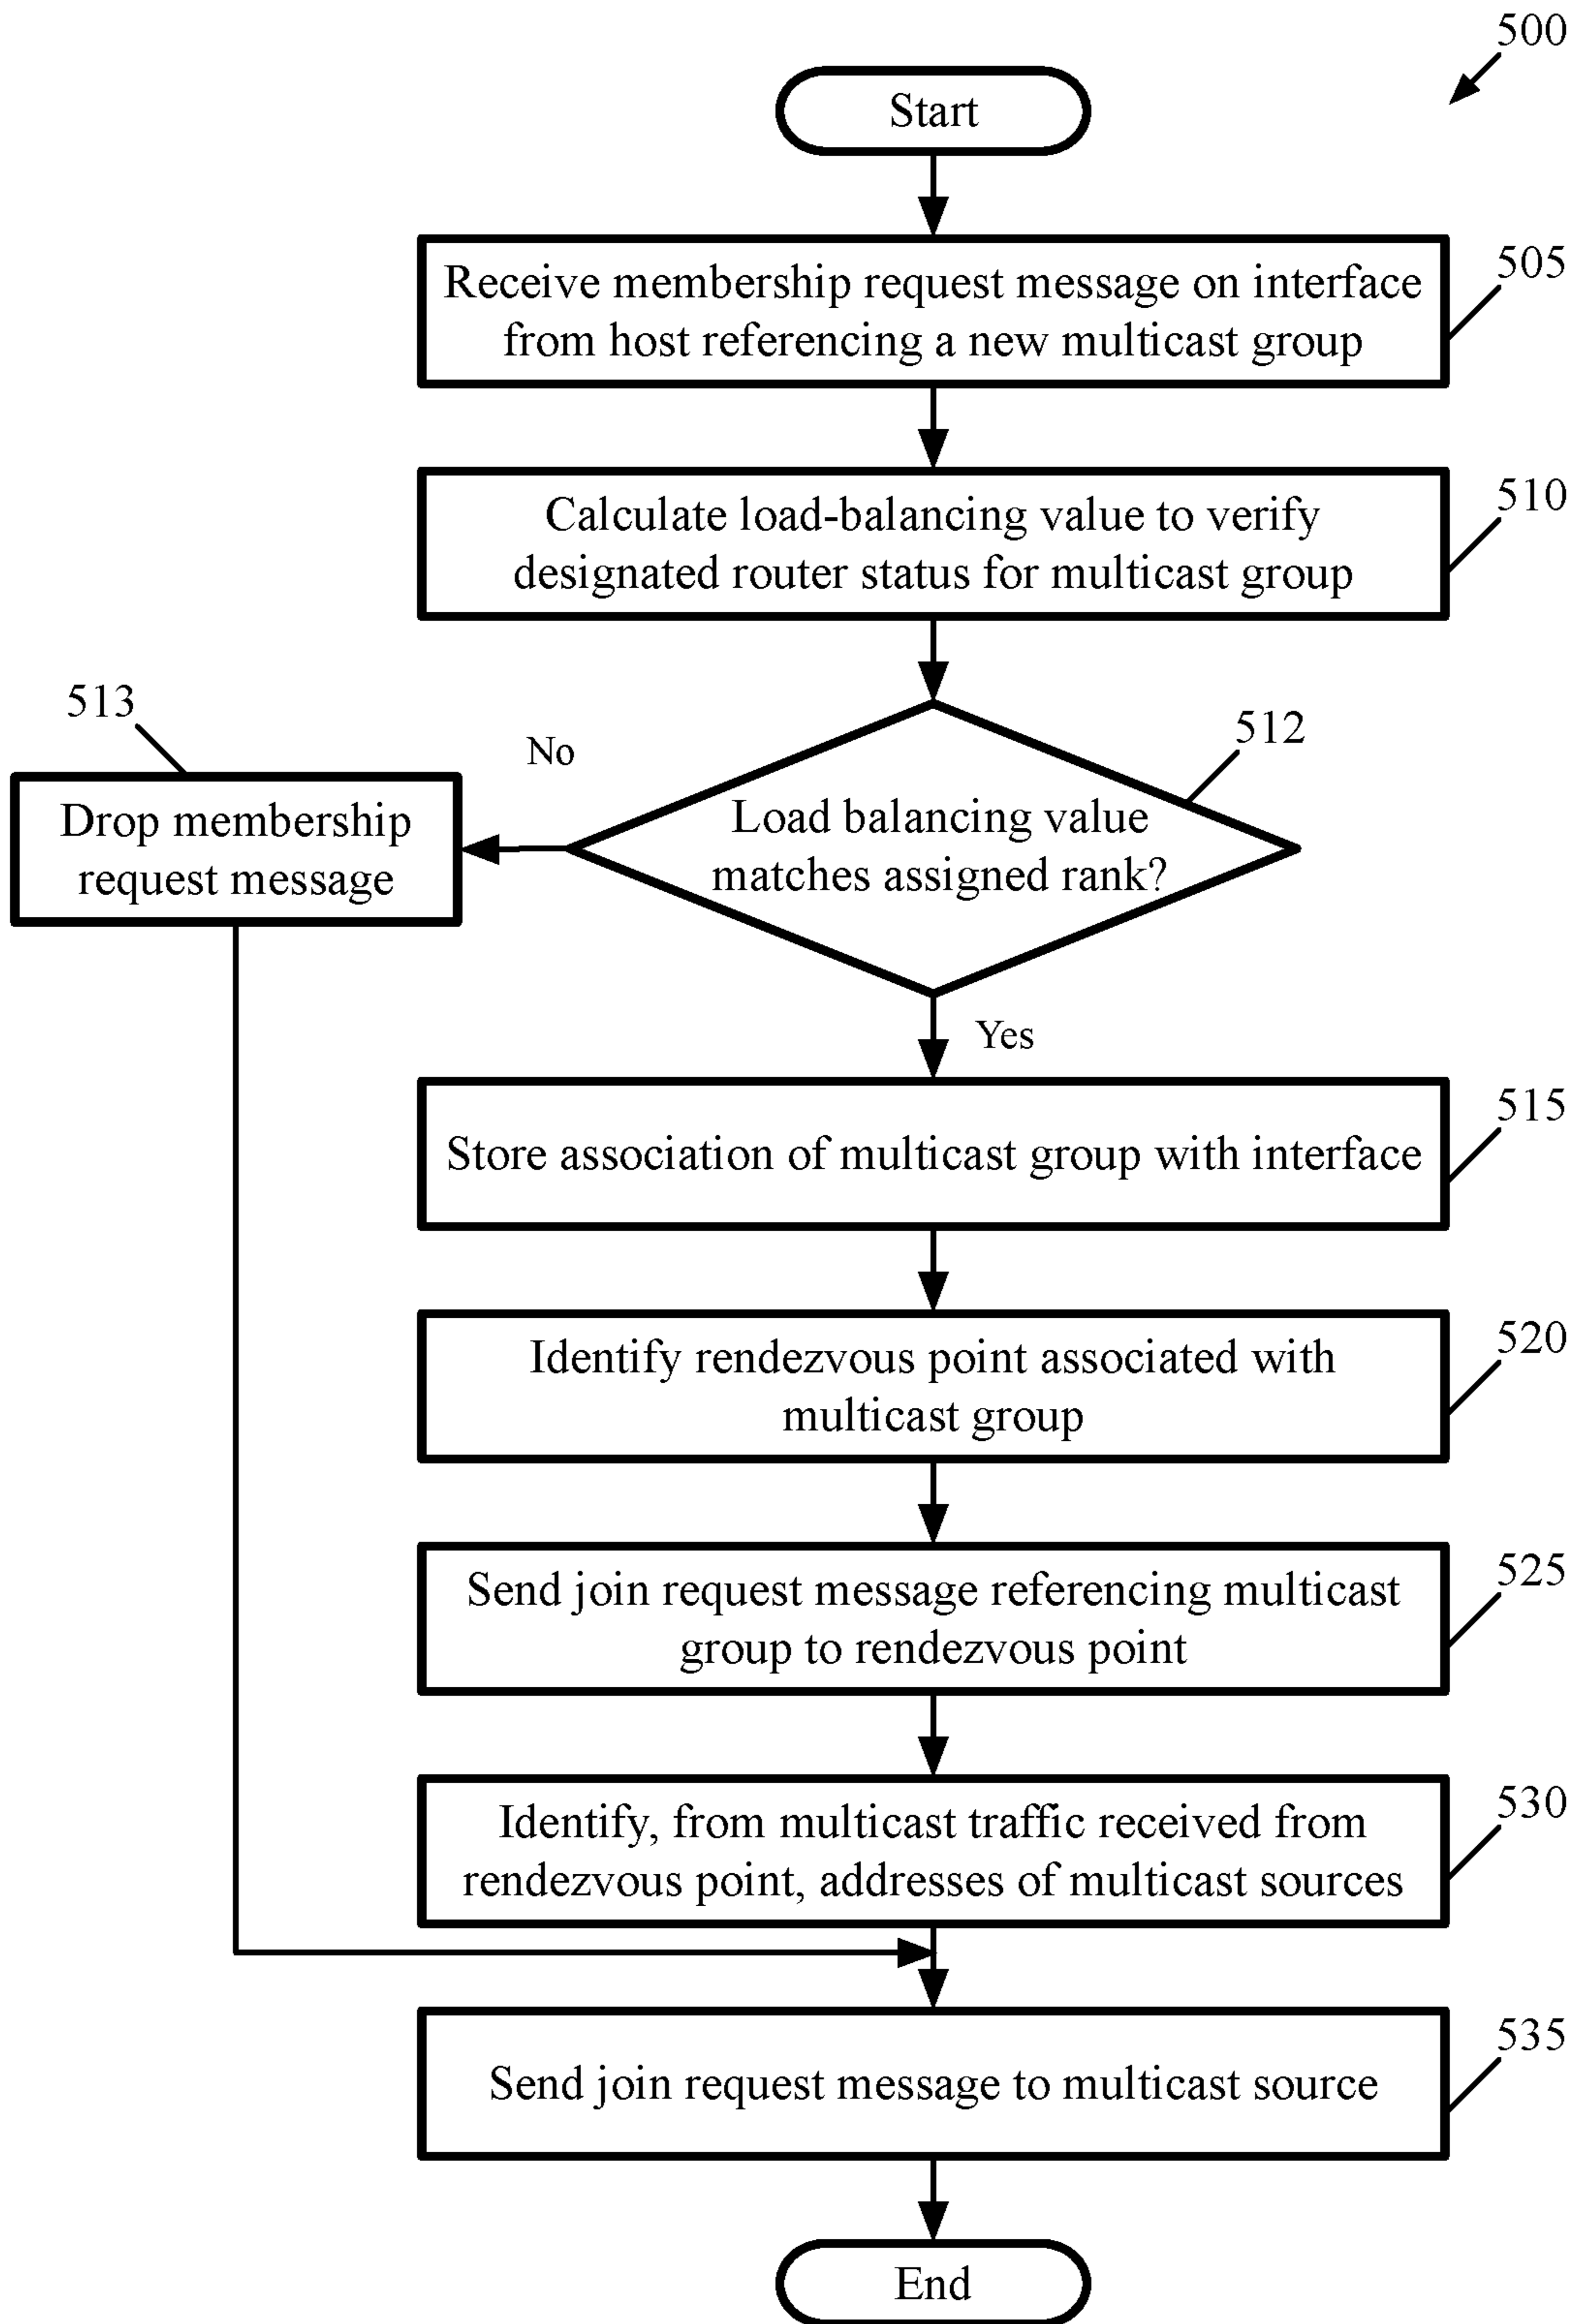 500
Start
Receive membership request message on interface
from host referencing a new multicast group
505
Calculate load-balancing value to verify
designated router status for multicast group
510
513
Drop membership
request message
No
512
Load balancing value
matches assigned rank?
Yes
Store association of multicast group with interface
515
Identify rendezvous point associated with
multicast group
520
Send join request message referencing multicast
group to rendezvous point
525
Identify, from multicast traffic received from
rendezvous point, addresses of multicast sources
530
Send join request message to multicast source
535
End